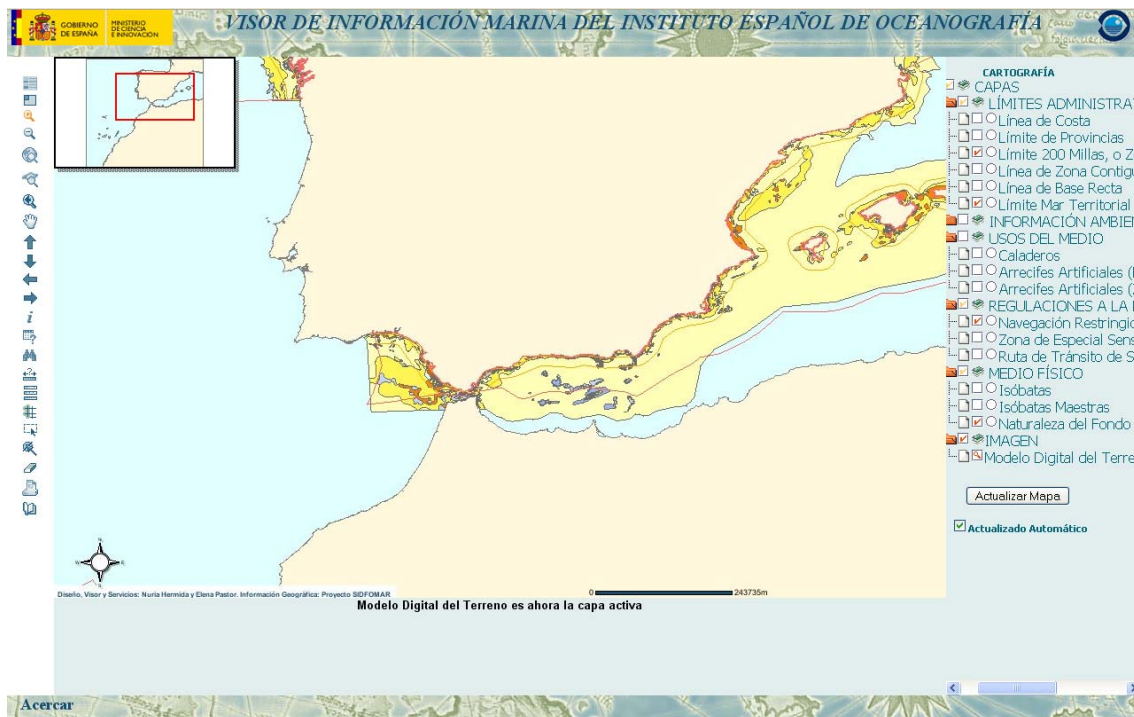 GOBIERNO
DE ESPAÑA
MINISTERIO
DE CIENCIA
E INNOVACIÓN
VISOR DE INFORMACIÓN MARINA DEL INSTITUTO ESPAÑOL DE OCEANOGRAFÍA
CARTOGRAFÍA
CAPAS
LÍMITES ADMINISTRA
Línea de Costa
Límite de Provincias
Límite 200 Millas, o Z
Línea de Zona Contig
Línea de Base Recta
Límite Mar Territorial
INFORMACIÓN AMBIE
USOS DEL MEDIO
Caladeros
Arrecifes Artificiales (
Arrecifes Artificiales (
REGULACIONES A LA
Navegación Restringi
Zona de Especial Sens
Ruta de Tránsito de S
MEDIO FÍSICO
Isóbatas
Isóbatas Maestras
Naturaleza del Fondo
IMAGEN
Modelo Digital del Terre
Actualizar Mapa
Actualizado Automático
Diseño, Visor y Servicios: Nuria Hermida y Elena Pastor. Información Geográfica: Proyecto SIDFOMAR
0 243735m
Modelo Digital del Terreno es ahora la capa activa
Acercar